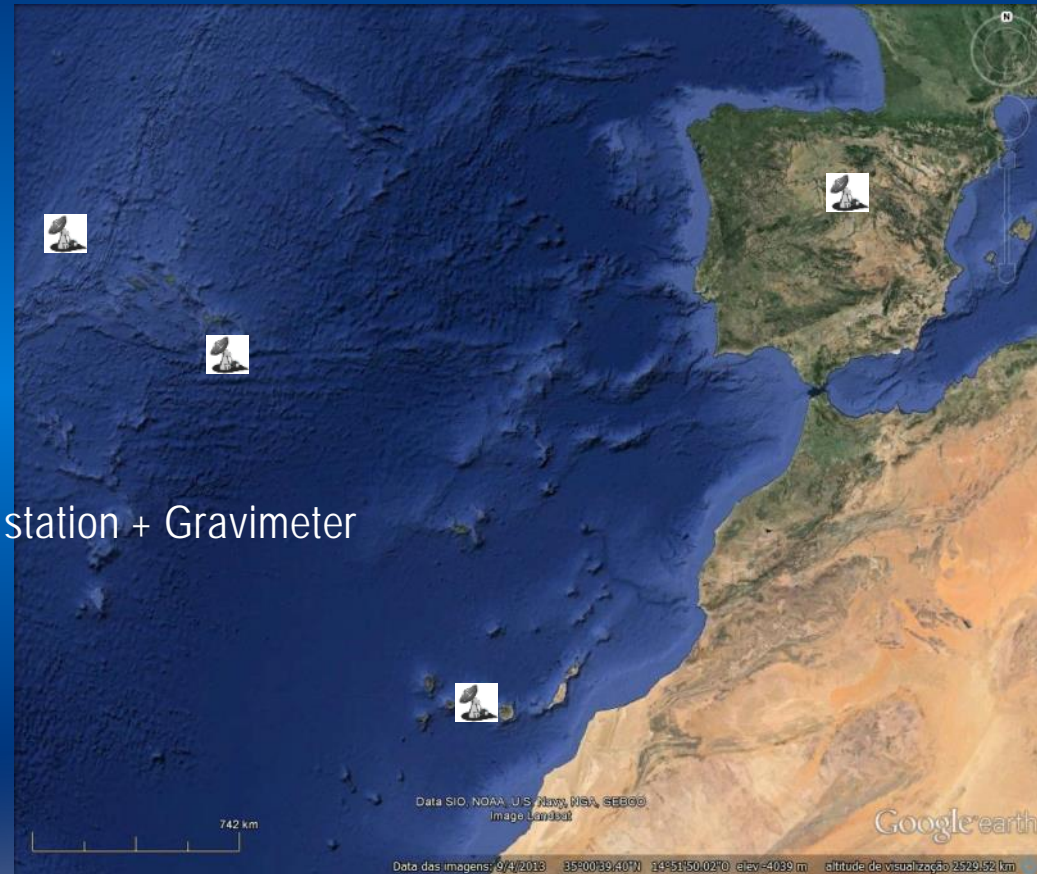 N
station + Gravimeter
Data SIO, NOAA, U.S. Navy, NGA, GEBCO
Image Landsat
742 km
Google earth
Data das imagens: 9/4/2013 35°00'39.40"N 14°51'50.02"O elev -4039 m altitude de visualização 2529.52 km